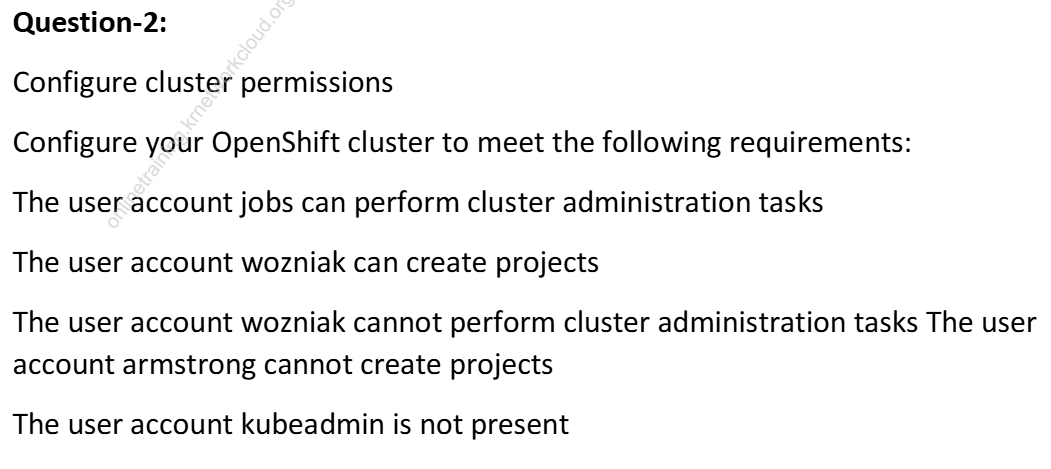 Question-2:
Configure cluster permissions
Configure your OpenShift cluster to meet the following requirements:
The user account jobs can perform cluster administration tasks
The user account wozniak can create projects
The user account wozniak cannot perform cluster administration tasks The user
account armstrong cannot create projects
The user account kubeadmin is not present